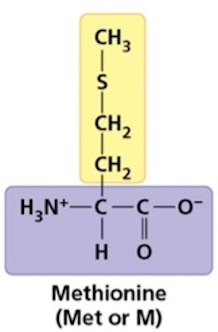 CH₃
S
CH₂
CH₂
H₃N⁺—C—C—O⁻
H O
Methionine
(Met or M)